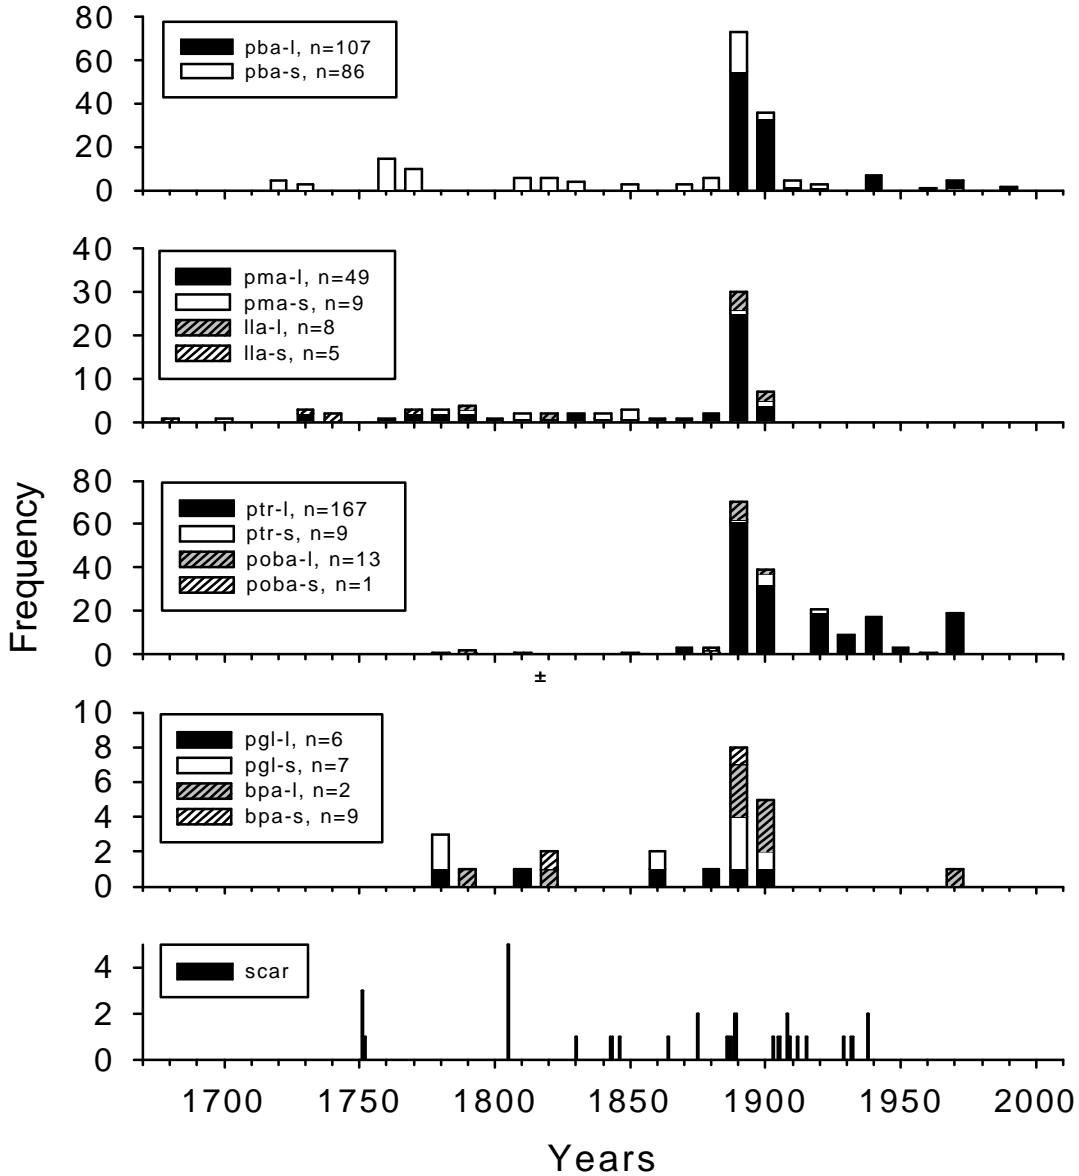 80
60
40
20
0
pba-l, n=107
pba-s, n=86
40
30
20
10
0
pma-l, n=49
pma-s, n=9
lla-l, n=8
lla-s, n=5
80
60
40
20
0
ptr-l, n=167
ptr-s, n=9
poba-l, n=13
poba-s, n=1
±
Frequency
10
8
6
4
2
0
pgl-l, n=6
pgl-s, n=7
bpa-l, n=2
bpa-s, n=9
4
2
0
scar
1700 1750 1800 1850 1900 1950 2000
Years